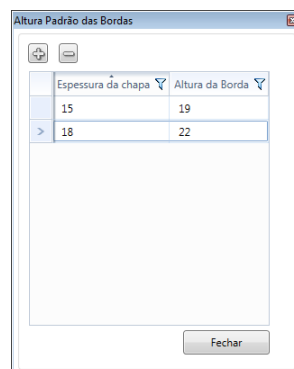 Altura Padrão das Bordas
Espessura da chapa Altura da Borda
15 19
18 22
Fechar